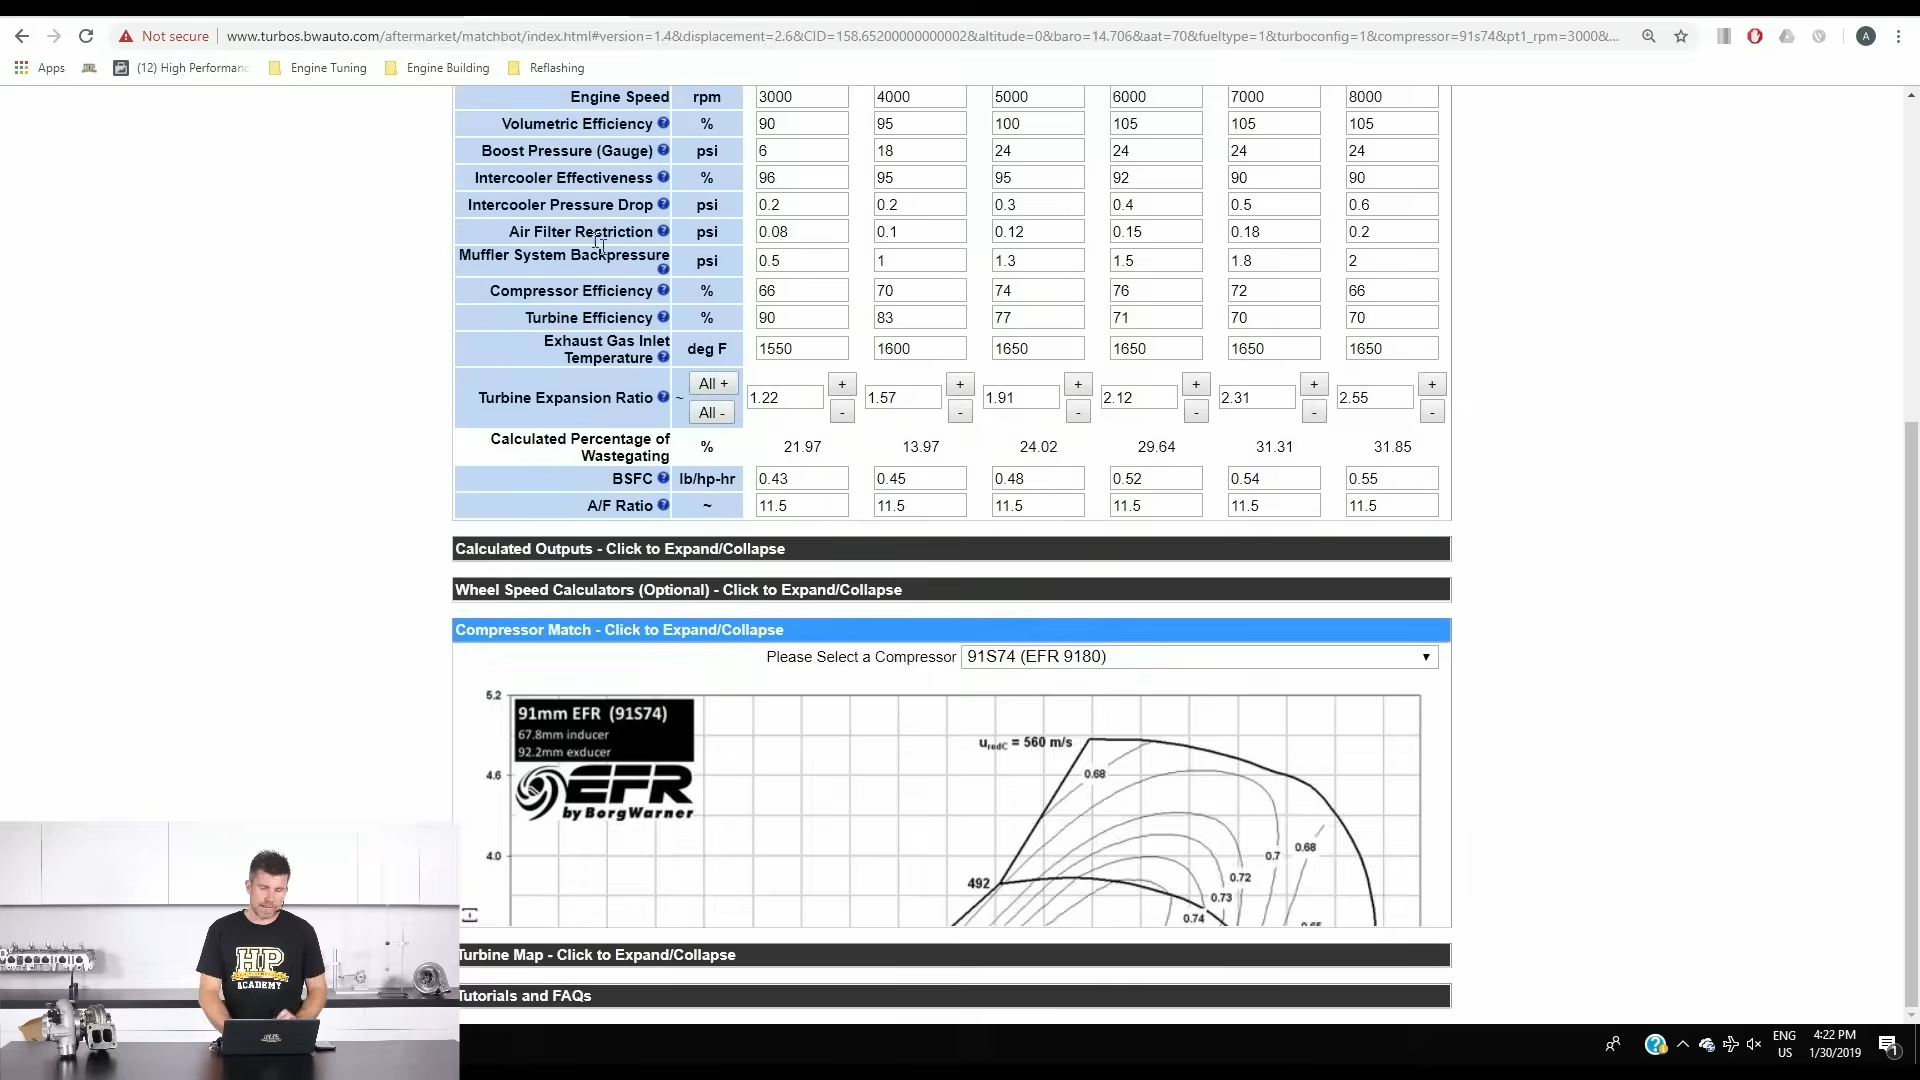 Not secure www.turbos.bwauto.com/aftermarket/matchbot/index.html#version=1.4&displacement=2.6&CID=158.65200000000002&altitude=0&baro=14.706&aat=70&fueltype=1&turboconfig=1&compressor=91s74&pt1_rpm=3000&... A
Apps (12) High Performanc Engine Tuning Engine Building Reflashing
Engine Speed rpm 3000 4000 5000 6000 7000 8000
Volumetric Efficiency % 90 95 100 105 105 105
Boost Pressure (Gauge) psi 6 18 24 24 24 24
Intercooler Effectiveness % 96 95 95 92 90 90
Intercooler Pressure Drop psi 0.2 0.2 0.3 0.4 0.5 0.6
Air Filter Restriction psi 0.08 0.1 0.12 0.15 0.18 0.2
Muffler System Backpressure psi 0.5 1 1.3 1.5 1.8 2
Compressor Efficiency % 66 70 74 76 72 66
Turbine Efficiency % 90 83 77 71 70 70
Exhaust Gas Inlet
Temperature deg F 1550 1600 1650 1650 1650 1650
All + + + + + + +
Turbine Expansion Ratio ~ 1.22 1.57 1.91 2.12 2.31 2.55
All - - - - - - -
Calculated Percentage of
Wastegating % 21.97 13.97 24.02 29.64 31.31 31.85
BSFC lb/hp-hr 0.43 0.45 0.48 0.52 0.54 0.55
A/F Ratio ~ 11.5 11.5 11.5 11.5 11.5 11.5
Calculated Outputs - Click to Expand/Collapse
Wheel Speed Calculators (Optional) - Click to Expand/Collapse
Compressor Match - Click to Expand/Collapse
Please Select a Compressor 91S74 (EFR 9180)
5.2
91mm EFR (91S74)
67.8mm inducer
92.2mm exducer
EFR
by BorgWarner
uredC = 560 m/s
4.6
0.68
4.0
0.7
0.68
0.72
492
0.73
0.74
Turbine Map - Click to Expand/Collapse
Tutorials and FAQs
HP
ACADEMY
ENG
US
4:22 PM
1/30/2019
1